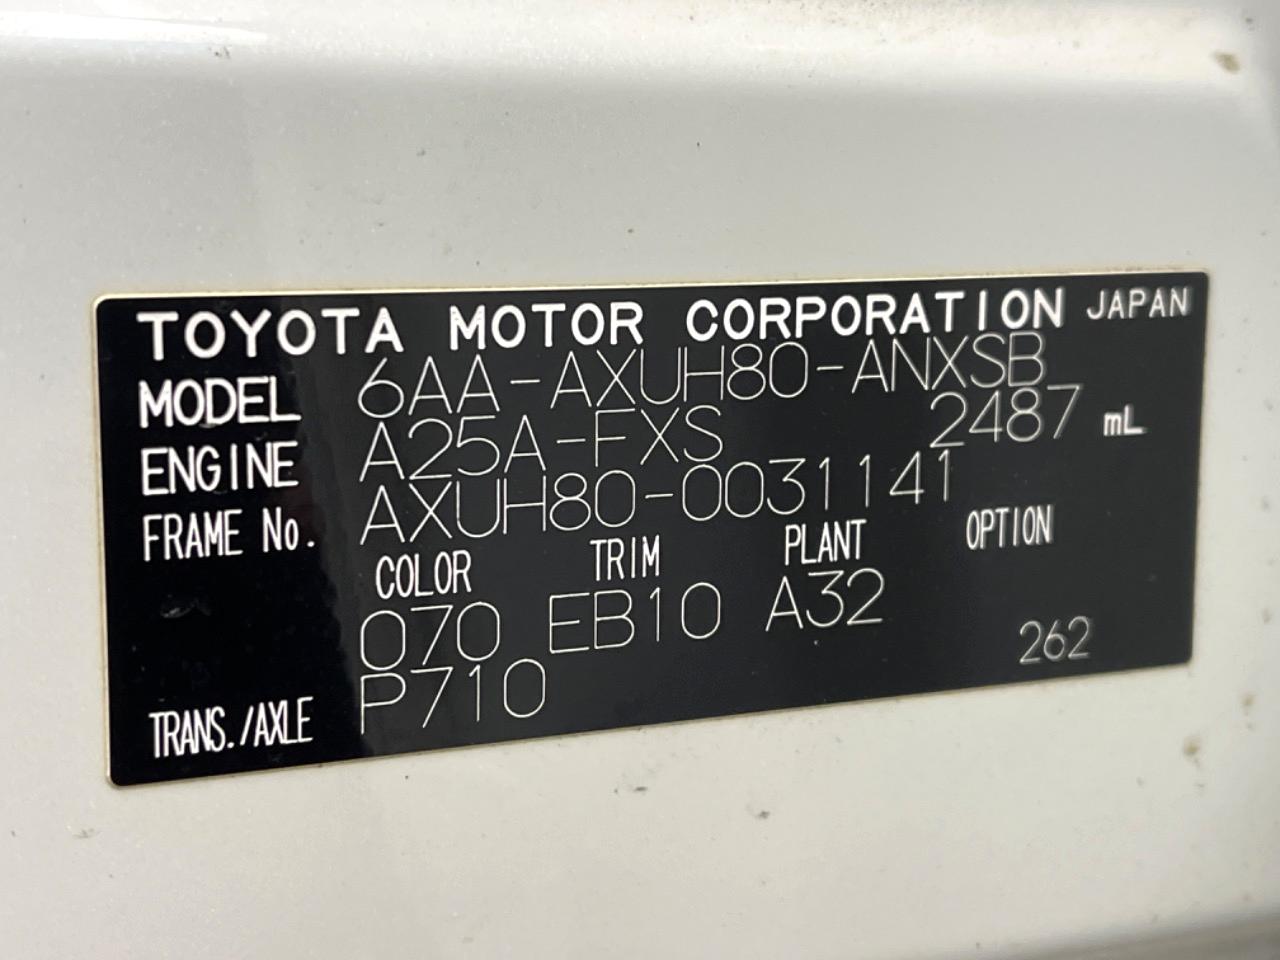 TOYOTA MOTOR CORPORATION JAPAN
MODEL 6AA-AXUH80-ANXSB
ENGINE A25A-FXS 2487 mL
FRAME No. AXUH80-0031141
COLOR TRIM PLANT OPTION
070 EB10 A32
TRANS./AXLE P710 262